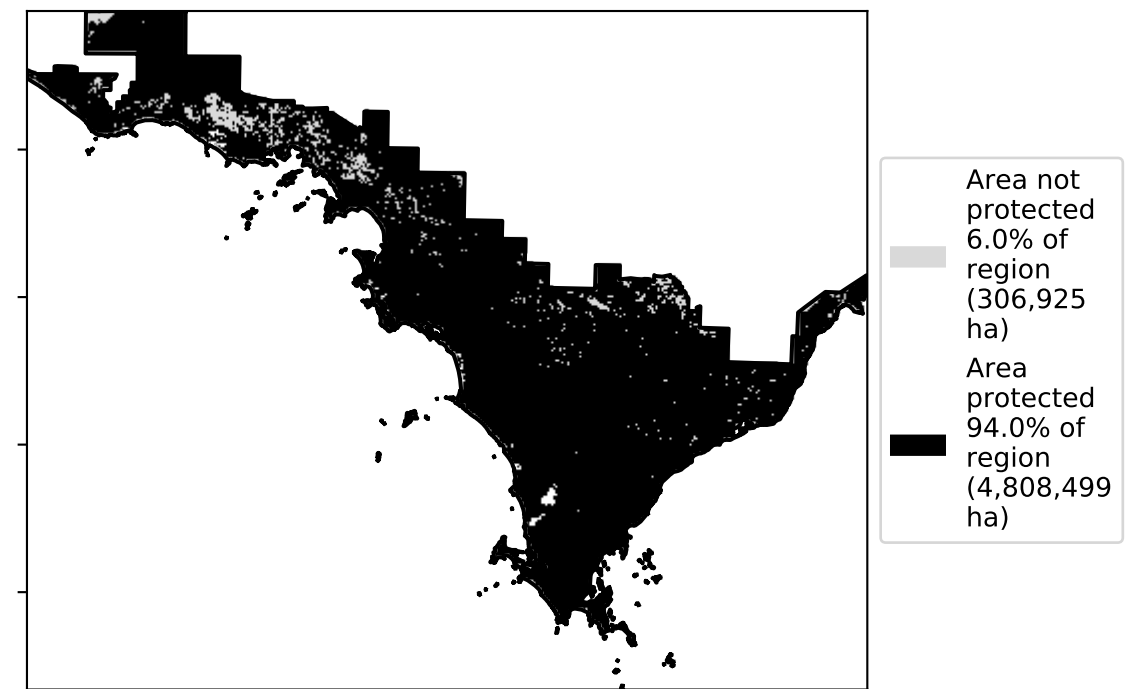 Area not
protected
6.0% of
region
(306,925
ha)
Area
protected
94.0% of
region
(4,808,499
ha)